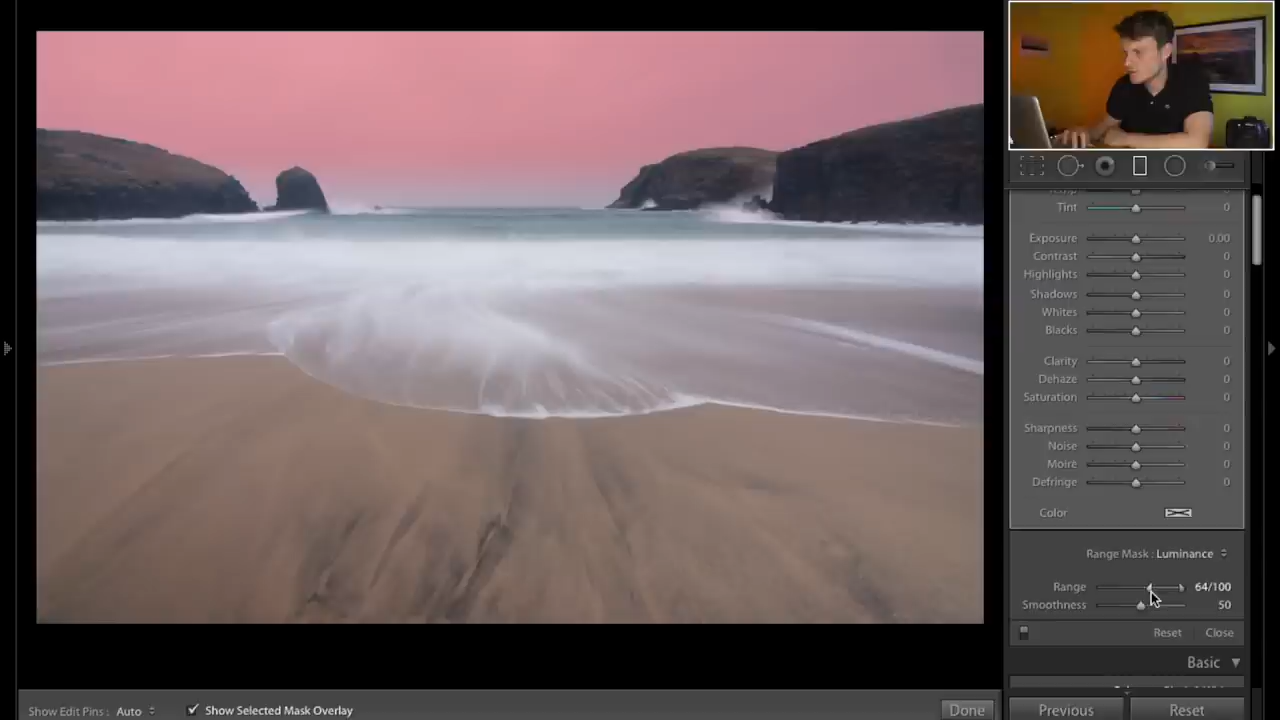 Tint 0
Exposure 0.00
Contrast 0
Highlights 0
Shadows 0
Whites 0
Blacks 0
Clarity 0
Dehaze 0
Saturation 0
Sharpness 0
Noise 0
Moiré 0
Defringe 0
Color
Range Mask : Luminance
Range 64/100
Smoothness 50
Reset Close
Basic
Show Edit Pins : Auto Show Selected Mask Overlay Done Previous Reset